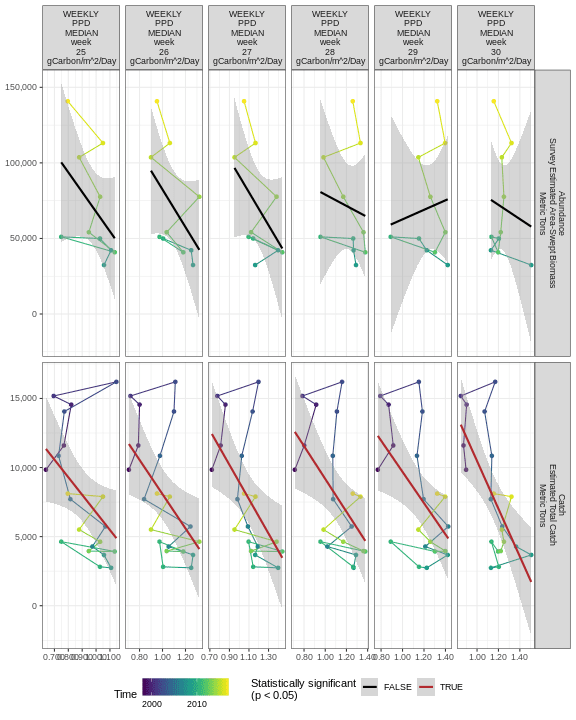 WEEKLY
PPD
MEDIAN
week
25
gCarbon/m^2/Day
WEEKLY
PPD
MEDIAN
week
26
gCarbon/m^2/Day
WEEKLY
PPD
MEDIAN
week
27
gCarbon/m^2/Day
WEEKLY
PPD
MEDIAN
week
28
gCarbon/m^2/Day
WEEKLY
PPD
MEDIAN
week
29
gCarbon/m^2/Day
WEEKLY
PPD
MEDIAN
week
30
gCarbon/m^2/Day
150,000
100,000
50,000
0
Abundance
Survey Estimated Area-Swept Biomass
Metric Tons
15,000
10,000
5,000
0
Catch
Estimated Total Catch
Metric Tons
0.80 1.00 1.20
0.70 0.90 1.10 1.30
0.80 1.00 1.20 1.40
0.80 1.00 1.20 1.40
1.00 1.20 1.40
Time
2000 2010
Statistically significant
(p < 0.05)
FALSE
TRUE